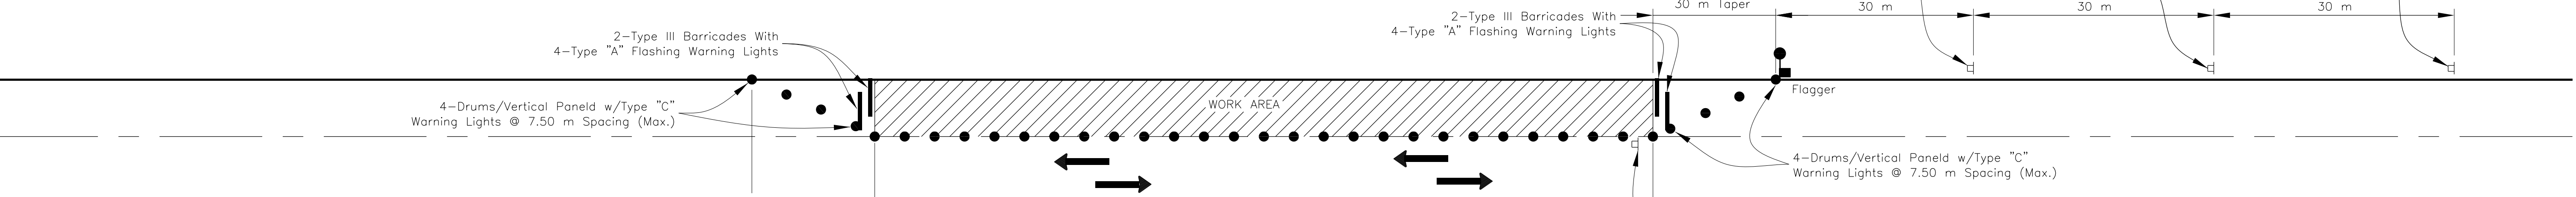 30 m Taper
30 m
30 m
30 m
2-Type III Barricades With
4-Type "A" Flashing Warning Lights
2-Type III Barricades With
4-Type "A" Flashing Warning Lights
4-Drums/Vertical Paneld w/Type "C"
Warning Lights @ 7.50 m Spacing (Max.)
WORK AREA
Flagger
4-Drums/Vertical Paneld w/Type "C"
Warning Lights @ 7.50 m Spacing (Max.)